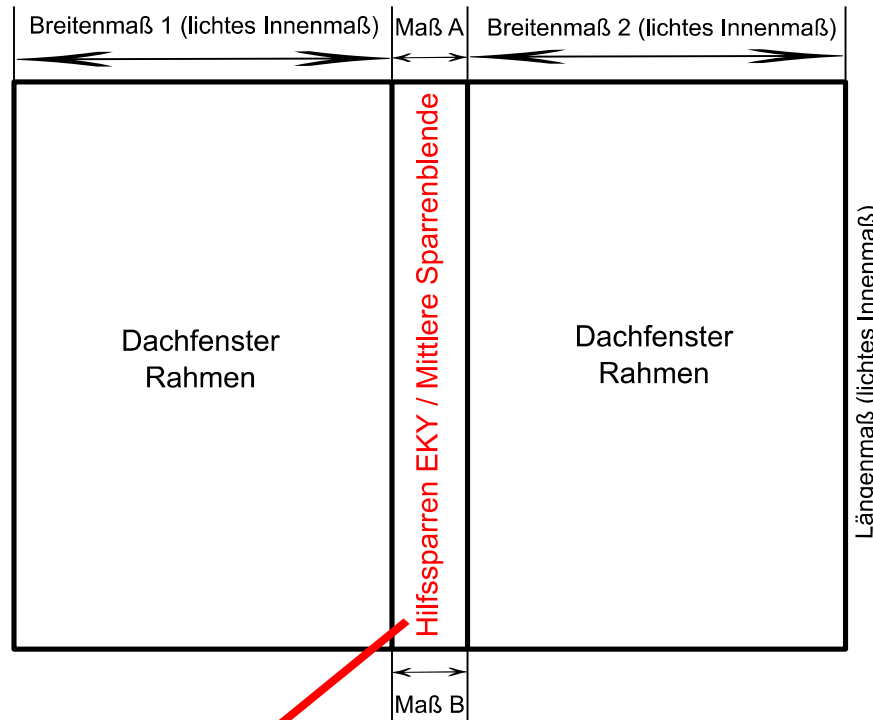 Breitenmaß 1 (lichtes Innenmaß)
Maß A
Breitenmaß 2 (lichtes Innenmaß)
Hilfssparren EKY / Mittlere Sparrenblende
Dachfenster
Rahmen
Dachfenster
Rahmen
Längenmaß (lichtes Innenmaß)
Maß B